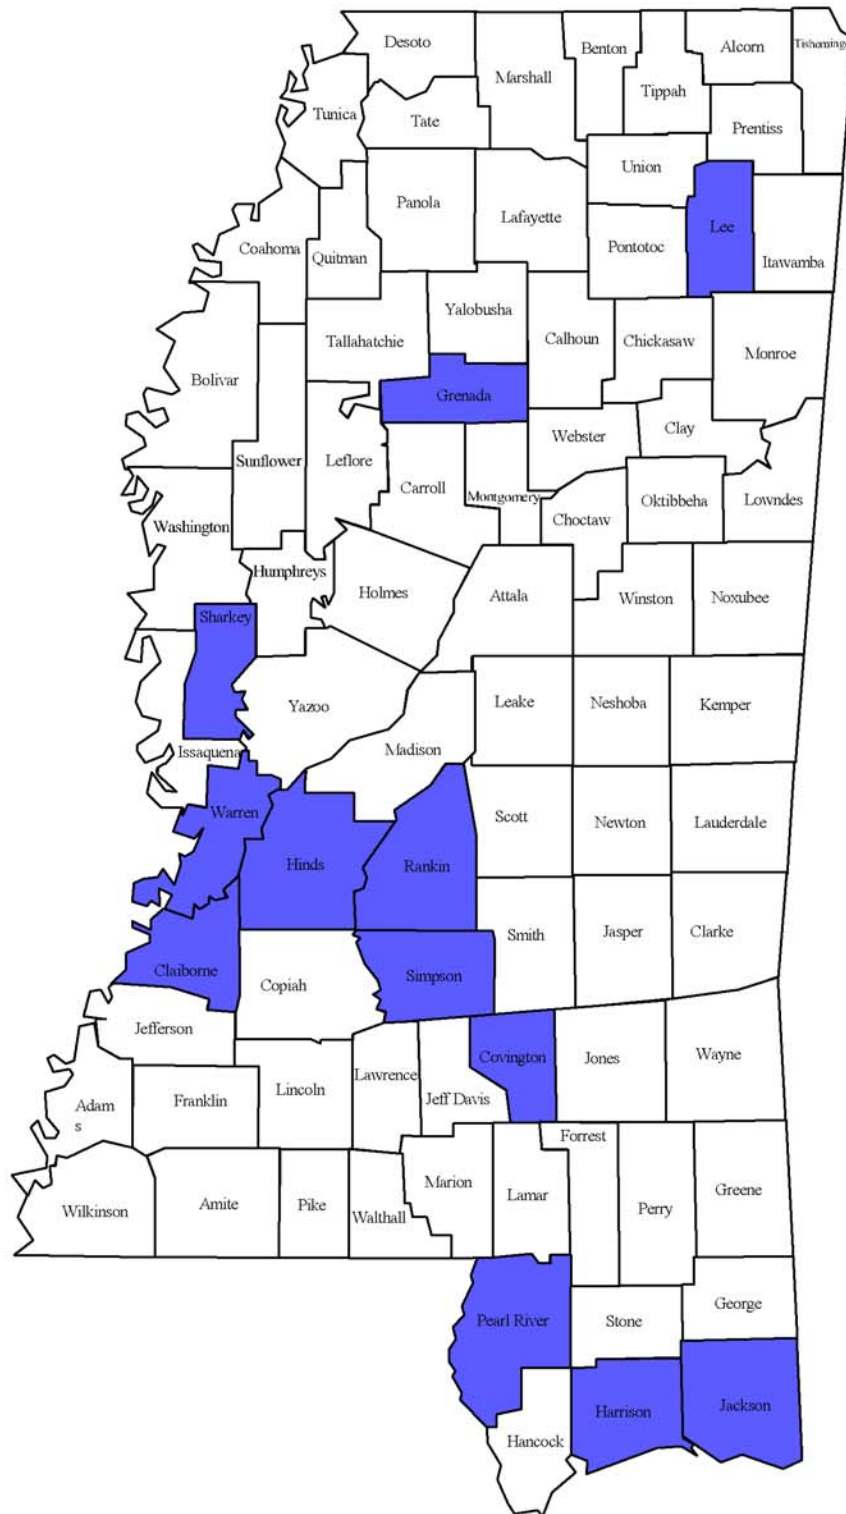 Desoto
Marshall
Benton
Tippah
Alcorn
Tishomingo
Tunica
Tate
Prentiss
Union
Panola
Lafayette
Lee
Coahoma
Quitman
Pontotoc
Itawamba
Yalobusha
Tallahatchie
Calhoun
Chickasaw
Monroe
Bolivar
Grenada
Sunflower
Leflore
Webster
Clay
Carroll
Montgomery
Choctaw
Oktibbeha
Lowndes
Washington
Humphreys
Holmes
Attala
Winston
Noxubee
Sharkey
Yazoo
Leake
Neshoba
Kemper
Issaquena
Madison
Warren
Scott
Newton
Lauderdale
Hinds
Rankin
Smith
Jasper
Clarke
Claiborne
Copiah
Simpson
Jefferson
Covington
Jones
Wayne
Adam
s
Franklin
Lincoln
Lawrence
Jeff Davis
Forrest
Wilkinson
Amite
Pike
Walthall
Marion
Lamar
Perry
Greene
Pearl River
Stone
George
Hancock
Harrison
Jackson